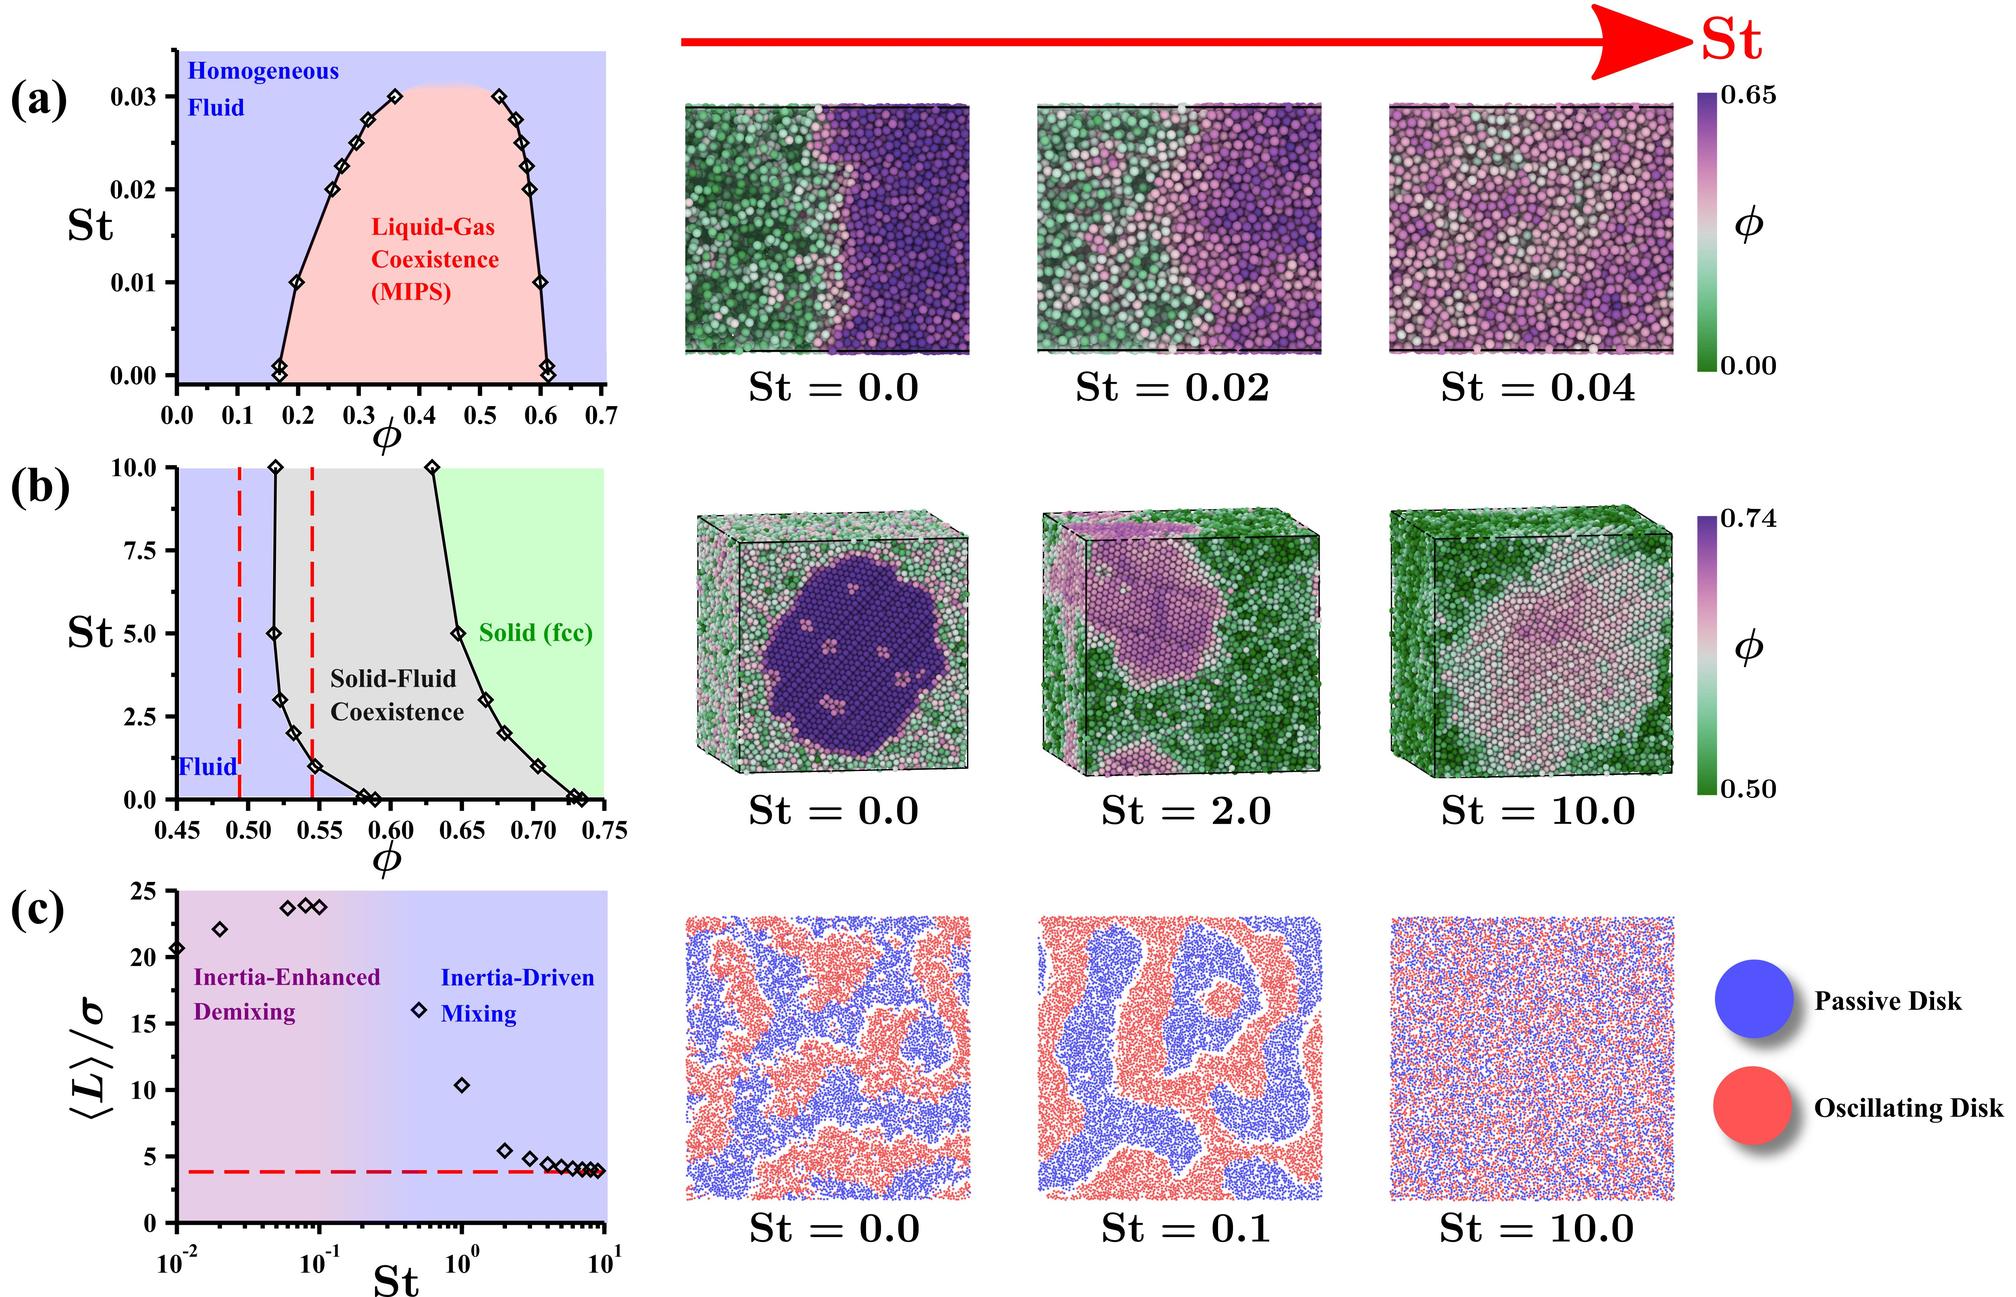 St
(a)
Homogeneous
Fluid
Liquid-Gas
Coexistence
(MIPS)
0.03
0.02
0.01
0.00
St
0.0 0.1 0.2 0.3 0.4 0.5 0.6 0.7
ϕ
St = 0.0
St = 0.02
St = 0.04
0.65
ϕ
0.00
(b)
10.0
7.5
5.0
2.5
0.0
St
Solid (fcc)
Solid-Fluid
Coexistence
Fluid
0.45 0.50 0.55 0.60 0.65 0.70 0.75
ϕ
St = 0.0
St = 2.0
St = 10.0
0.74
ϕ
0.50
(c)
25
20
15
10
5
0
⟨L⟩/σ
Inertia-Enhanced
Demixing
Inertia-Driven
Mixing
10⁻² 10⁻¹ 10⁰ 10¹
St
St = 0.0
St = 0.1
St = 10.0
Passive Disk
Oscillating Disk